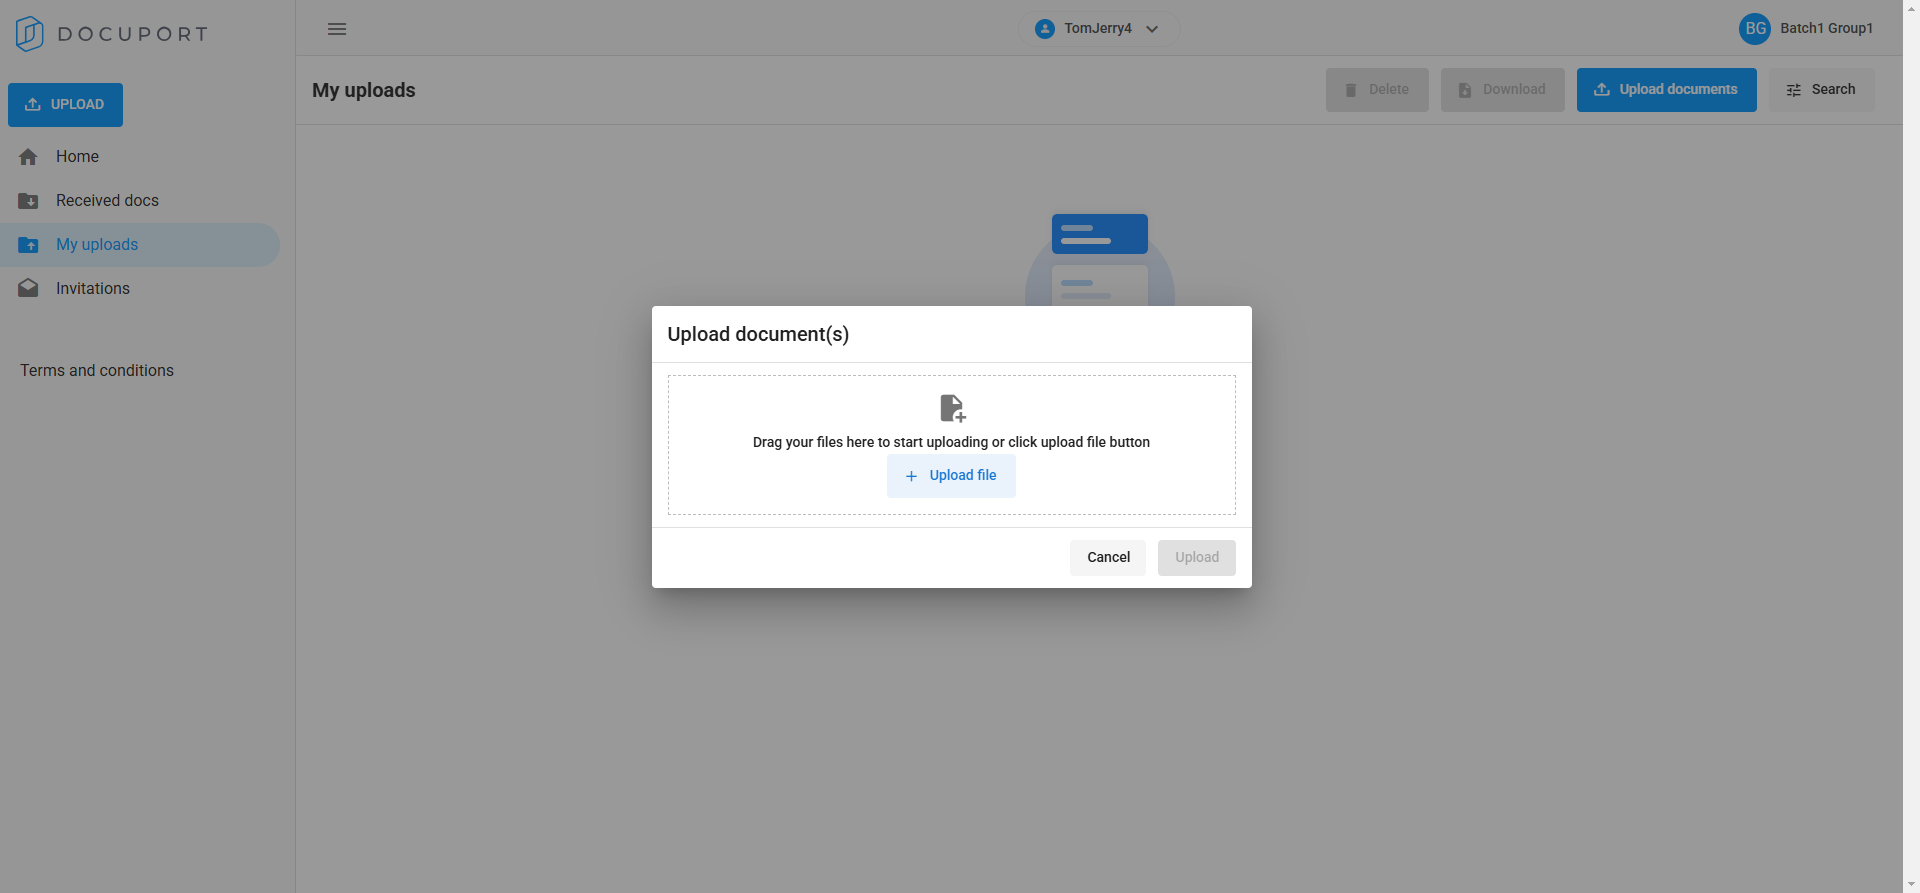 DOCUPORT
TomJerry4
BG Batch1 Group1
UPLOAD
Home
Received docs
My uploads
Invitations
Terms and conditions
My uploads
Delete
Download
Upload documents
Search
Upload document(s)
Drag your files here to start uploading or click upload file button
Upload file
Cancel
Upload